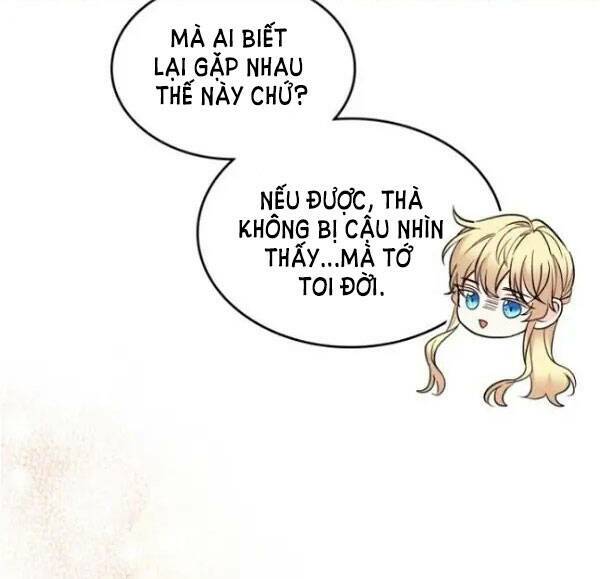 MÀ AI BIẾT
LẠI GẶP NHAU
THẾ NÀY CHỨ?
NẾU ĐƯỢC, THÀ
KHÔNG BỊ CẬU NHÌN
THẤY...MÀ TỚ
TOI ĐỜI.